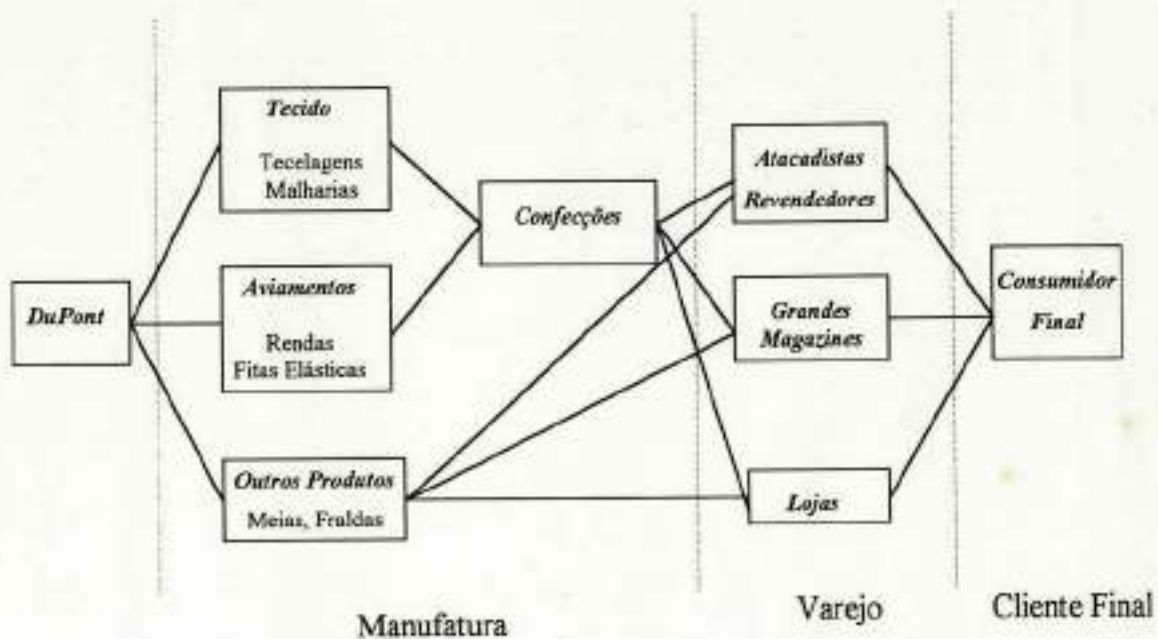 DuPont
Tecido
Tecelagens
Malharias
Aviamentos
Rendas
Fitas Elásticas
Outros Produtos
Meias, Fraldas
Confecções
Atacadistas
Revendedores
Grandes
Magazines
Lojas
Consumidor
Final
Manufatura
Varejo
Cliente Final